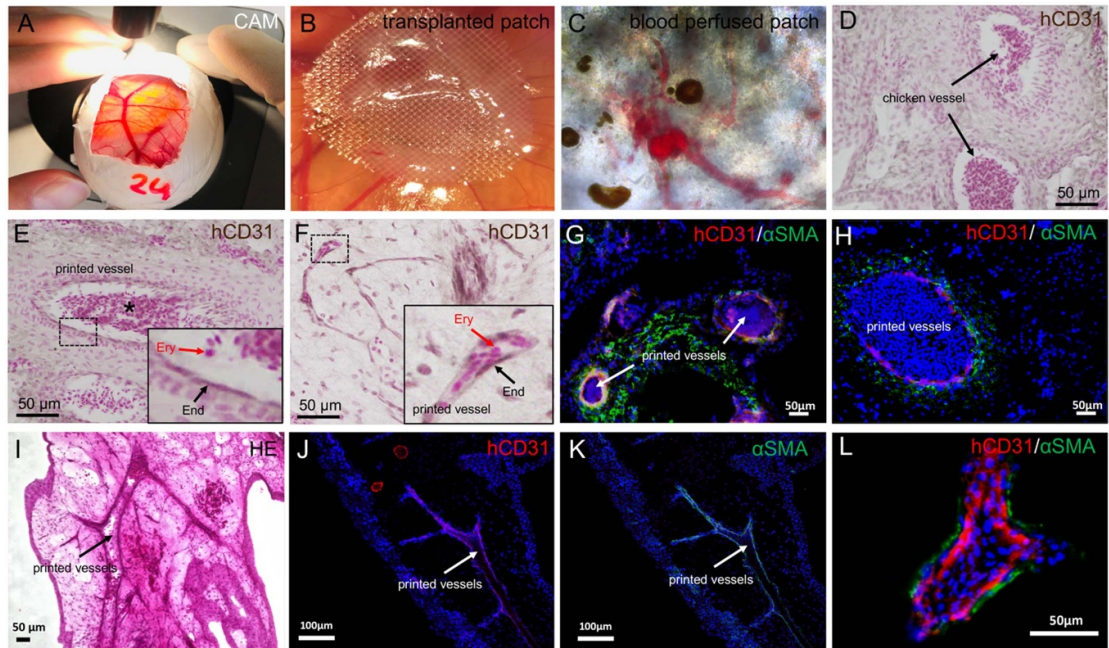 A
CAM
24
B
transplanted patch
C
blood perfused patch
D
hCD31
chicken vessel
50 µm
E
hCD31
printed vessel
*
Ery
End
50 µm
F
hCD31
Ery
End
printed vessel
50 µm
G
hCD31/αSMA
printed vessels
50µm
H
hCD31/ αSMA
printed vessels
50µm
I
HE
printed vessels
50 µm
J
hCD31
printed vessels
100µm
K
αSMA
printed vessels
100µm
L
hCD31/αSMA
50µm